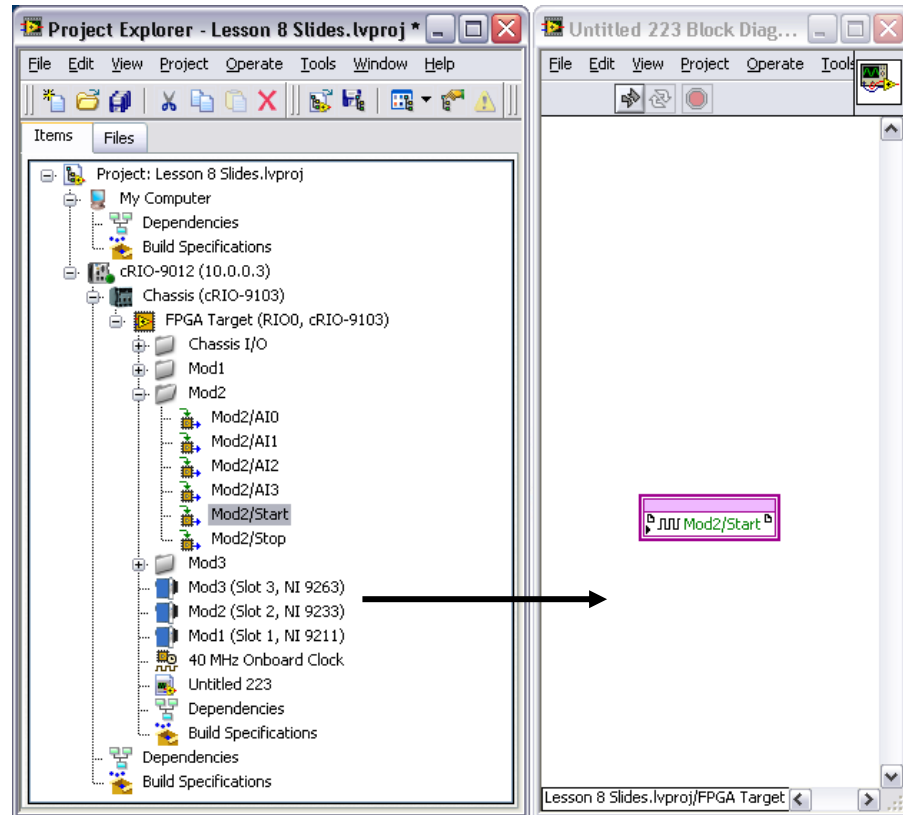 Project Explorer - Lesson 8 Slides.lvproj *
File Edit View Project Operate Tools Window Help
Items Files
Project: Lesson 8 Slides.lvproj
My Computer
Dependencies
Build Specifications
cRIO-9012 (10.0.0.3)
Chassis (cRIO-9103)
FPGA Target (RIO0, cRIO-9103)
Chassis I/O
Mod1
Mod2
Mod2/AI0
Mod2/AI1
Mod2/AI2
Mod2/AI3
Mod2/Start
Mod2/Stop
Mod3
Mod3 (Slot 3, NI 9263)
Mod2 (Slot 2, NI 9233)
Mod1 (Slot 1, NI 9211)
40 MHz Onboard Clock
Untitled 223
Dependencies
Build Specifications
Dependencies
Build Specifications
Untitled 223 Block Diag...
File Edit View Project Operate Tools
Mod2/Start
Lesson 8 Slides.lvproj/FPGA Target